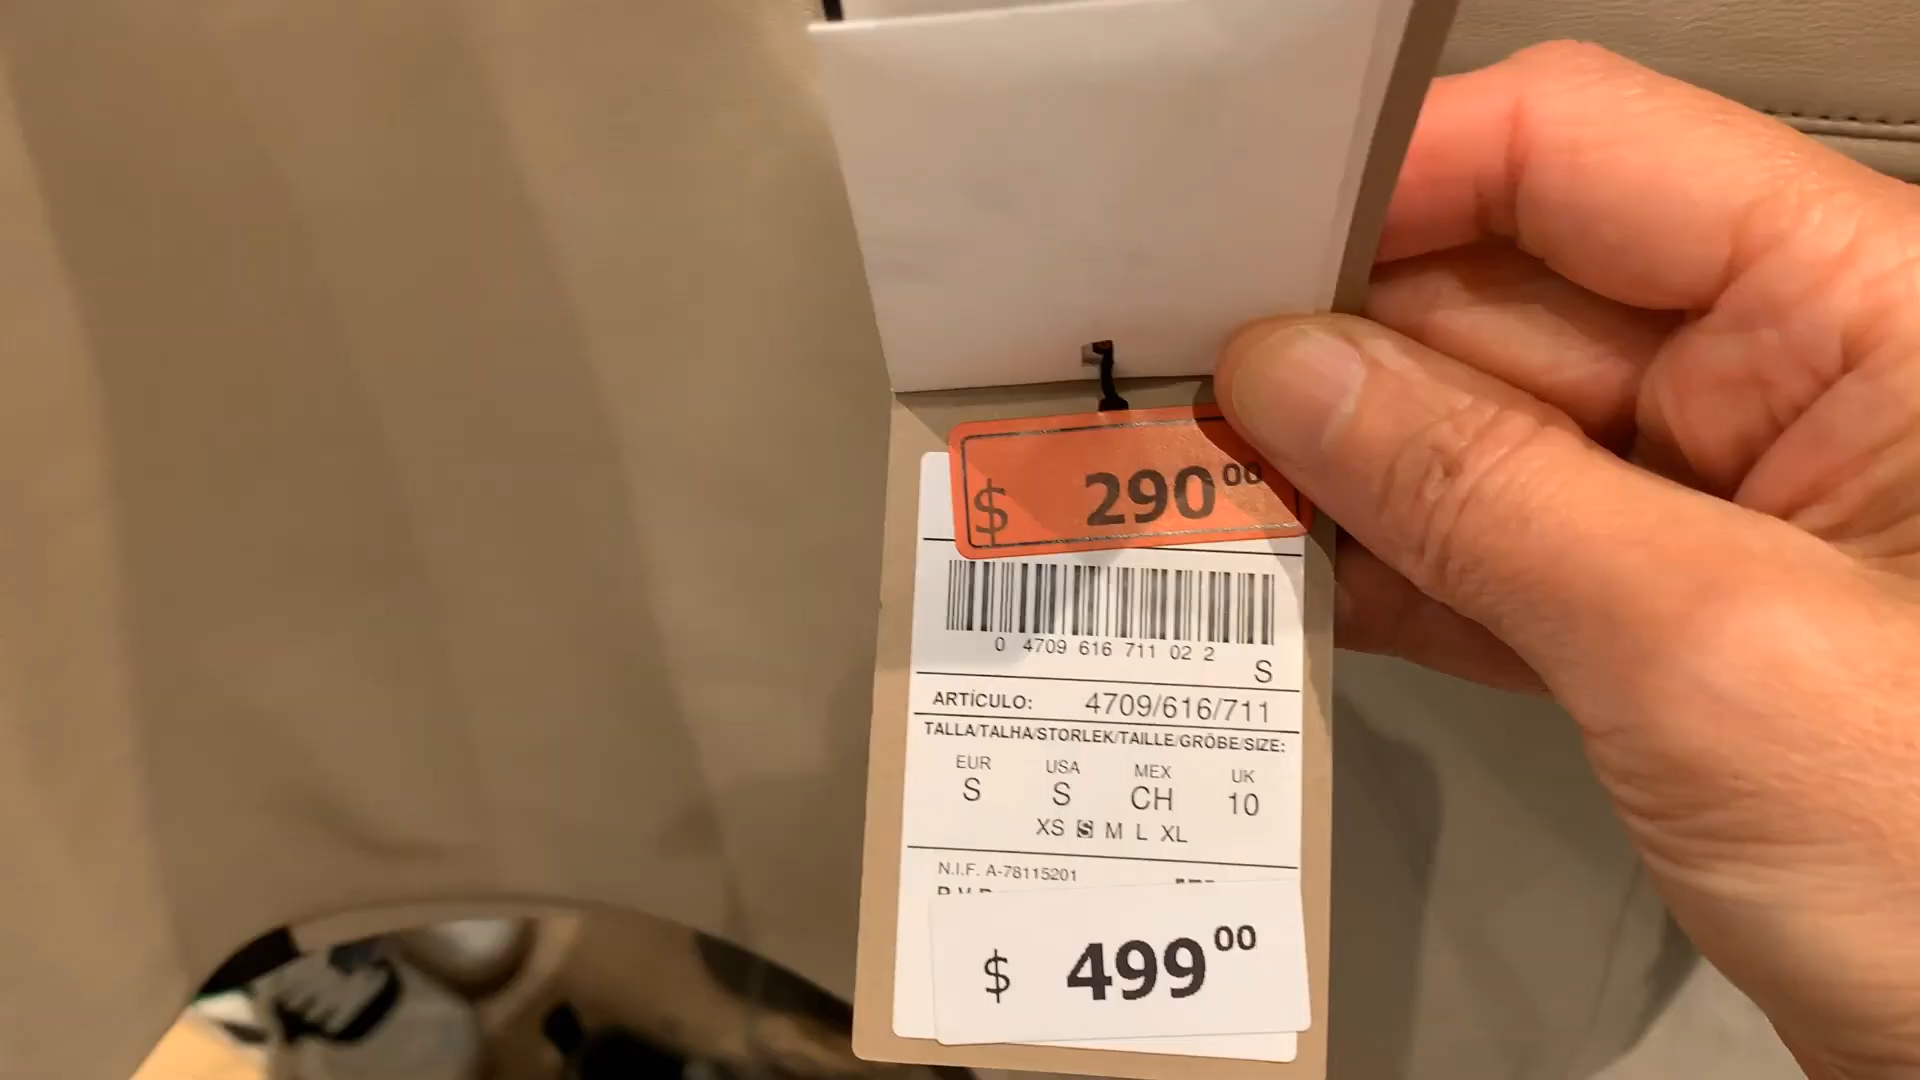 $ 290 00
0 4709 616 711 02 2
S
ARTÍCULO: 4709/616/711
TALLA/TALHA/STORLEK/TAILLE/GRÖBE/SIZE:
EUR USA MEX UK
S S CH 10
XS S M L XL
N.I.F. A-78115201
$ 499 00